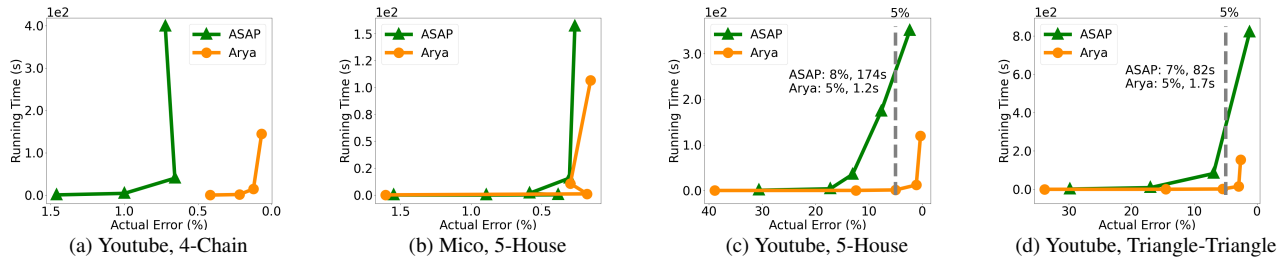 1e2
ASAP
Arya
4.0
3.0
2.0
1.0
0.0
Running Time (s)
1.5
1.0
0.5
0.0
Actual Error (%)
(a) Youtube, 4-Chain
1e2
ASAP
Arya
1.5
1.2
1.0
0.8
0.5
0.2
0.0
Running Time (s)
1.5
1.0
0.5
Actual Error (%)
(b) Mico, 5-House
1e2
5%
ASAP
Arya
ASAP: 8%, 174s
Arya: 5%, 1.2s
3.0
2.0
1.0
0.0
Running Time (s)
40
30
20
10
0
Actual Error (%)
(c) Youtube, 5-House
1e2
5%
ASAP
Arya
ASAP: 7%, 82s
Arya: 5%, 1.7s
8.0
6.0
4.0
2.0
0.0
Running Time (s)
30
20
10
0
Actual Error (%)
(d) Youtube, Triangle-Triangle